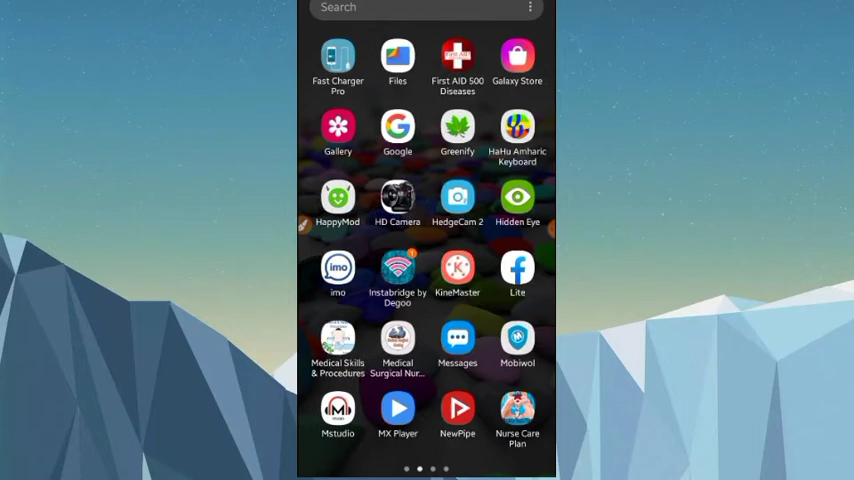 Search
Fast Charger Pro
Files
First AID 500 Diseases
Galaxy Store
Gallery
Google
Greenify
HaHu Amharic Keyboard
HappyMod
HD Camera
HedgeCam 2
Hidden Eye
imo
Instabridge by Degoo
KineMaster
Lite
Medical Skills & Procedures
Medical Surgical Nur...
Messages
Mobiwol
Mstudio
MX Player
NewPipe
Nurse Care Plan